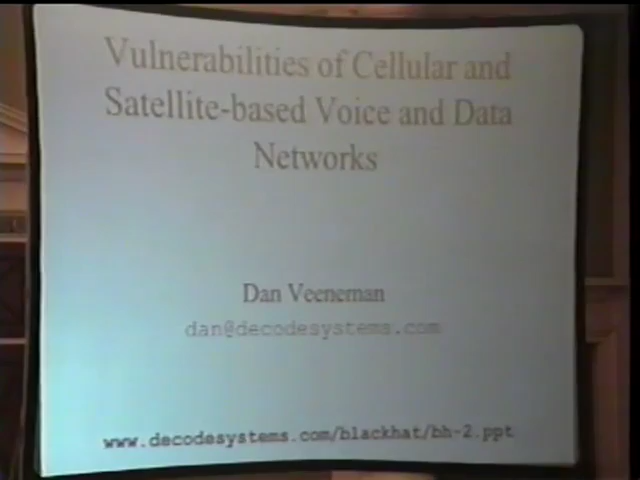 Vulnerabilities of Cellular and
Satellite-based Voice and Data
Networks
Dan Veeneman
dan@decodesystems.com
www.decodesystems.com/blackhat/bh-2.ppt